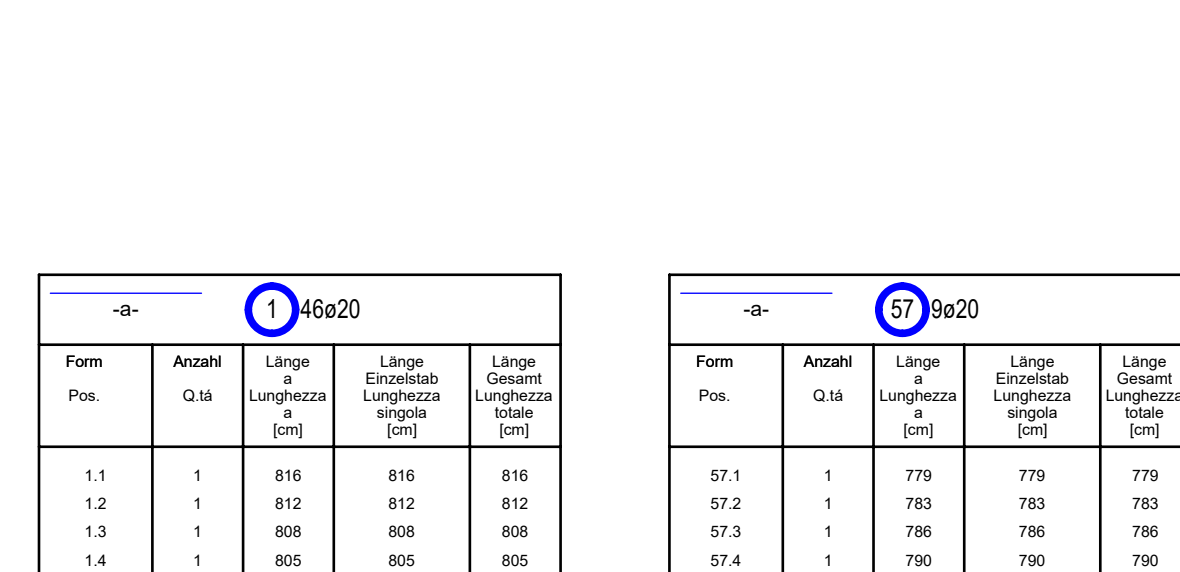 -a- 1 46ø20
Form Anzahl Länge Länge Länge
a Einzelstab Gesamt
Pos. Q.tá Lunghezza Lunghezza Lunghezza
a singola totale
[cm] [cm] [cm]
1.1 1 816 816 816
1.2 1 812 812 812
1.3 1 808 808 808
1.4 1 805 805 805
-a- 57 9ø20
Form Anzahl Länge Länge Länge
a Einzelstab Gesamt
Pos. Q.tá Lunghezza Lunghezza Lunghezza
a singola totale
[cm] [cm] [cm]
57.1 1 779 779 779
57.2 1 783 783 783
57.3 1 786 786 786
57.4 1 790 790 790